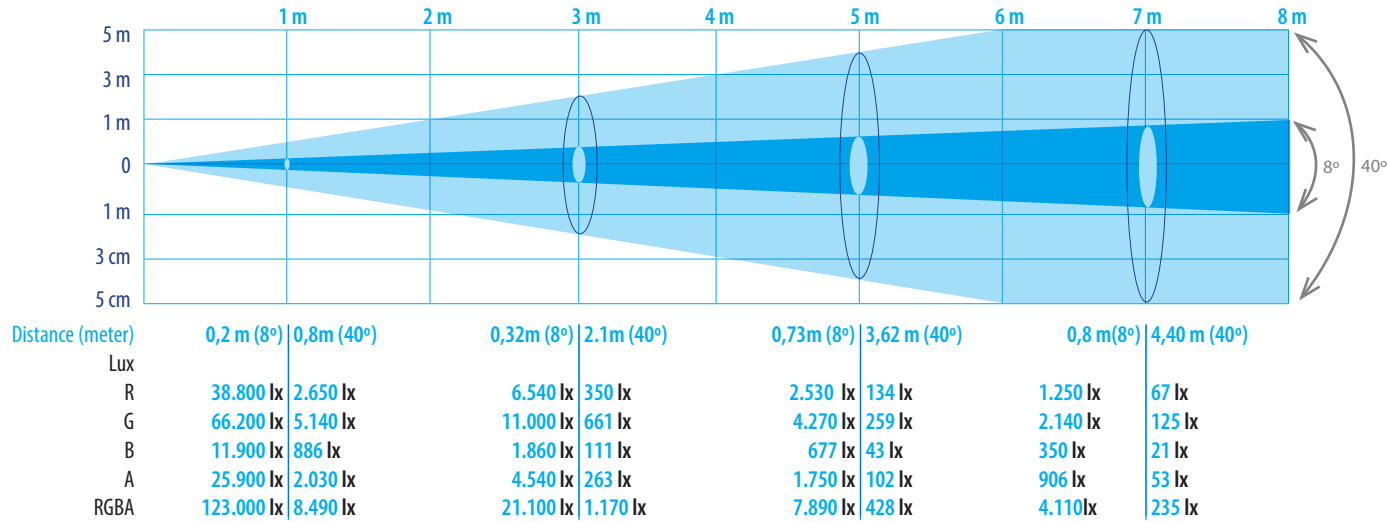 1 m 2 m 3 m 4 m 5 m 6 m 7 m 8 m
5 m
3 m
1 m
0
1 m
3 cm
5 cm
8º 40º
Distance (meter) 0,2 m (8º) 0,8m (40º) 0,32m (8º) 2.1m (40º) 0,73m (8º) 3,62 m (40º) 0,8 m(8º) 4,40 m (40º)
Lux
R 38.800 lx 2.650 lx 6.540 lx 350 lx 2.530 lx 134 lx 1.250 lx 67 lx
G 66.200 lx 5.140 lx 11.000 lx 661 lx 4.270 lx 259 lx 2.140 lx 125 lx
B 11.900 lx 886 lx 1.860 lx 111 lx 677 lx 43 lx 350 lx 21 lx
A 25.900 lx 2.030 lx 4.540 lx 263 lx 1.750 lx 102 lx 906 lx 53 lx
RGBA 123.000 lx 8.490 lx 21.100 lx 1.170 lx 7.890 lx 428 lx 4.110lx 235 lx